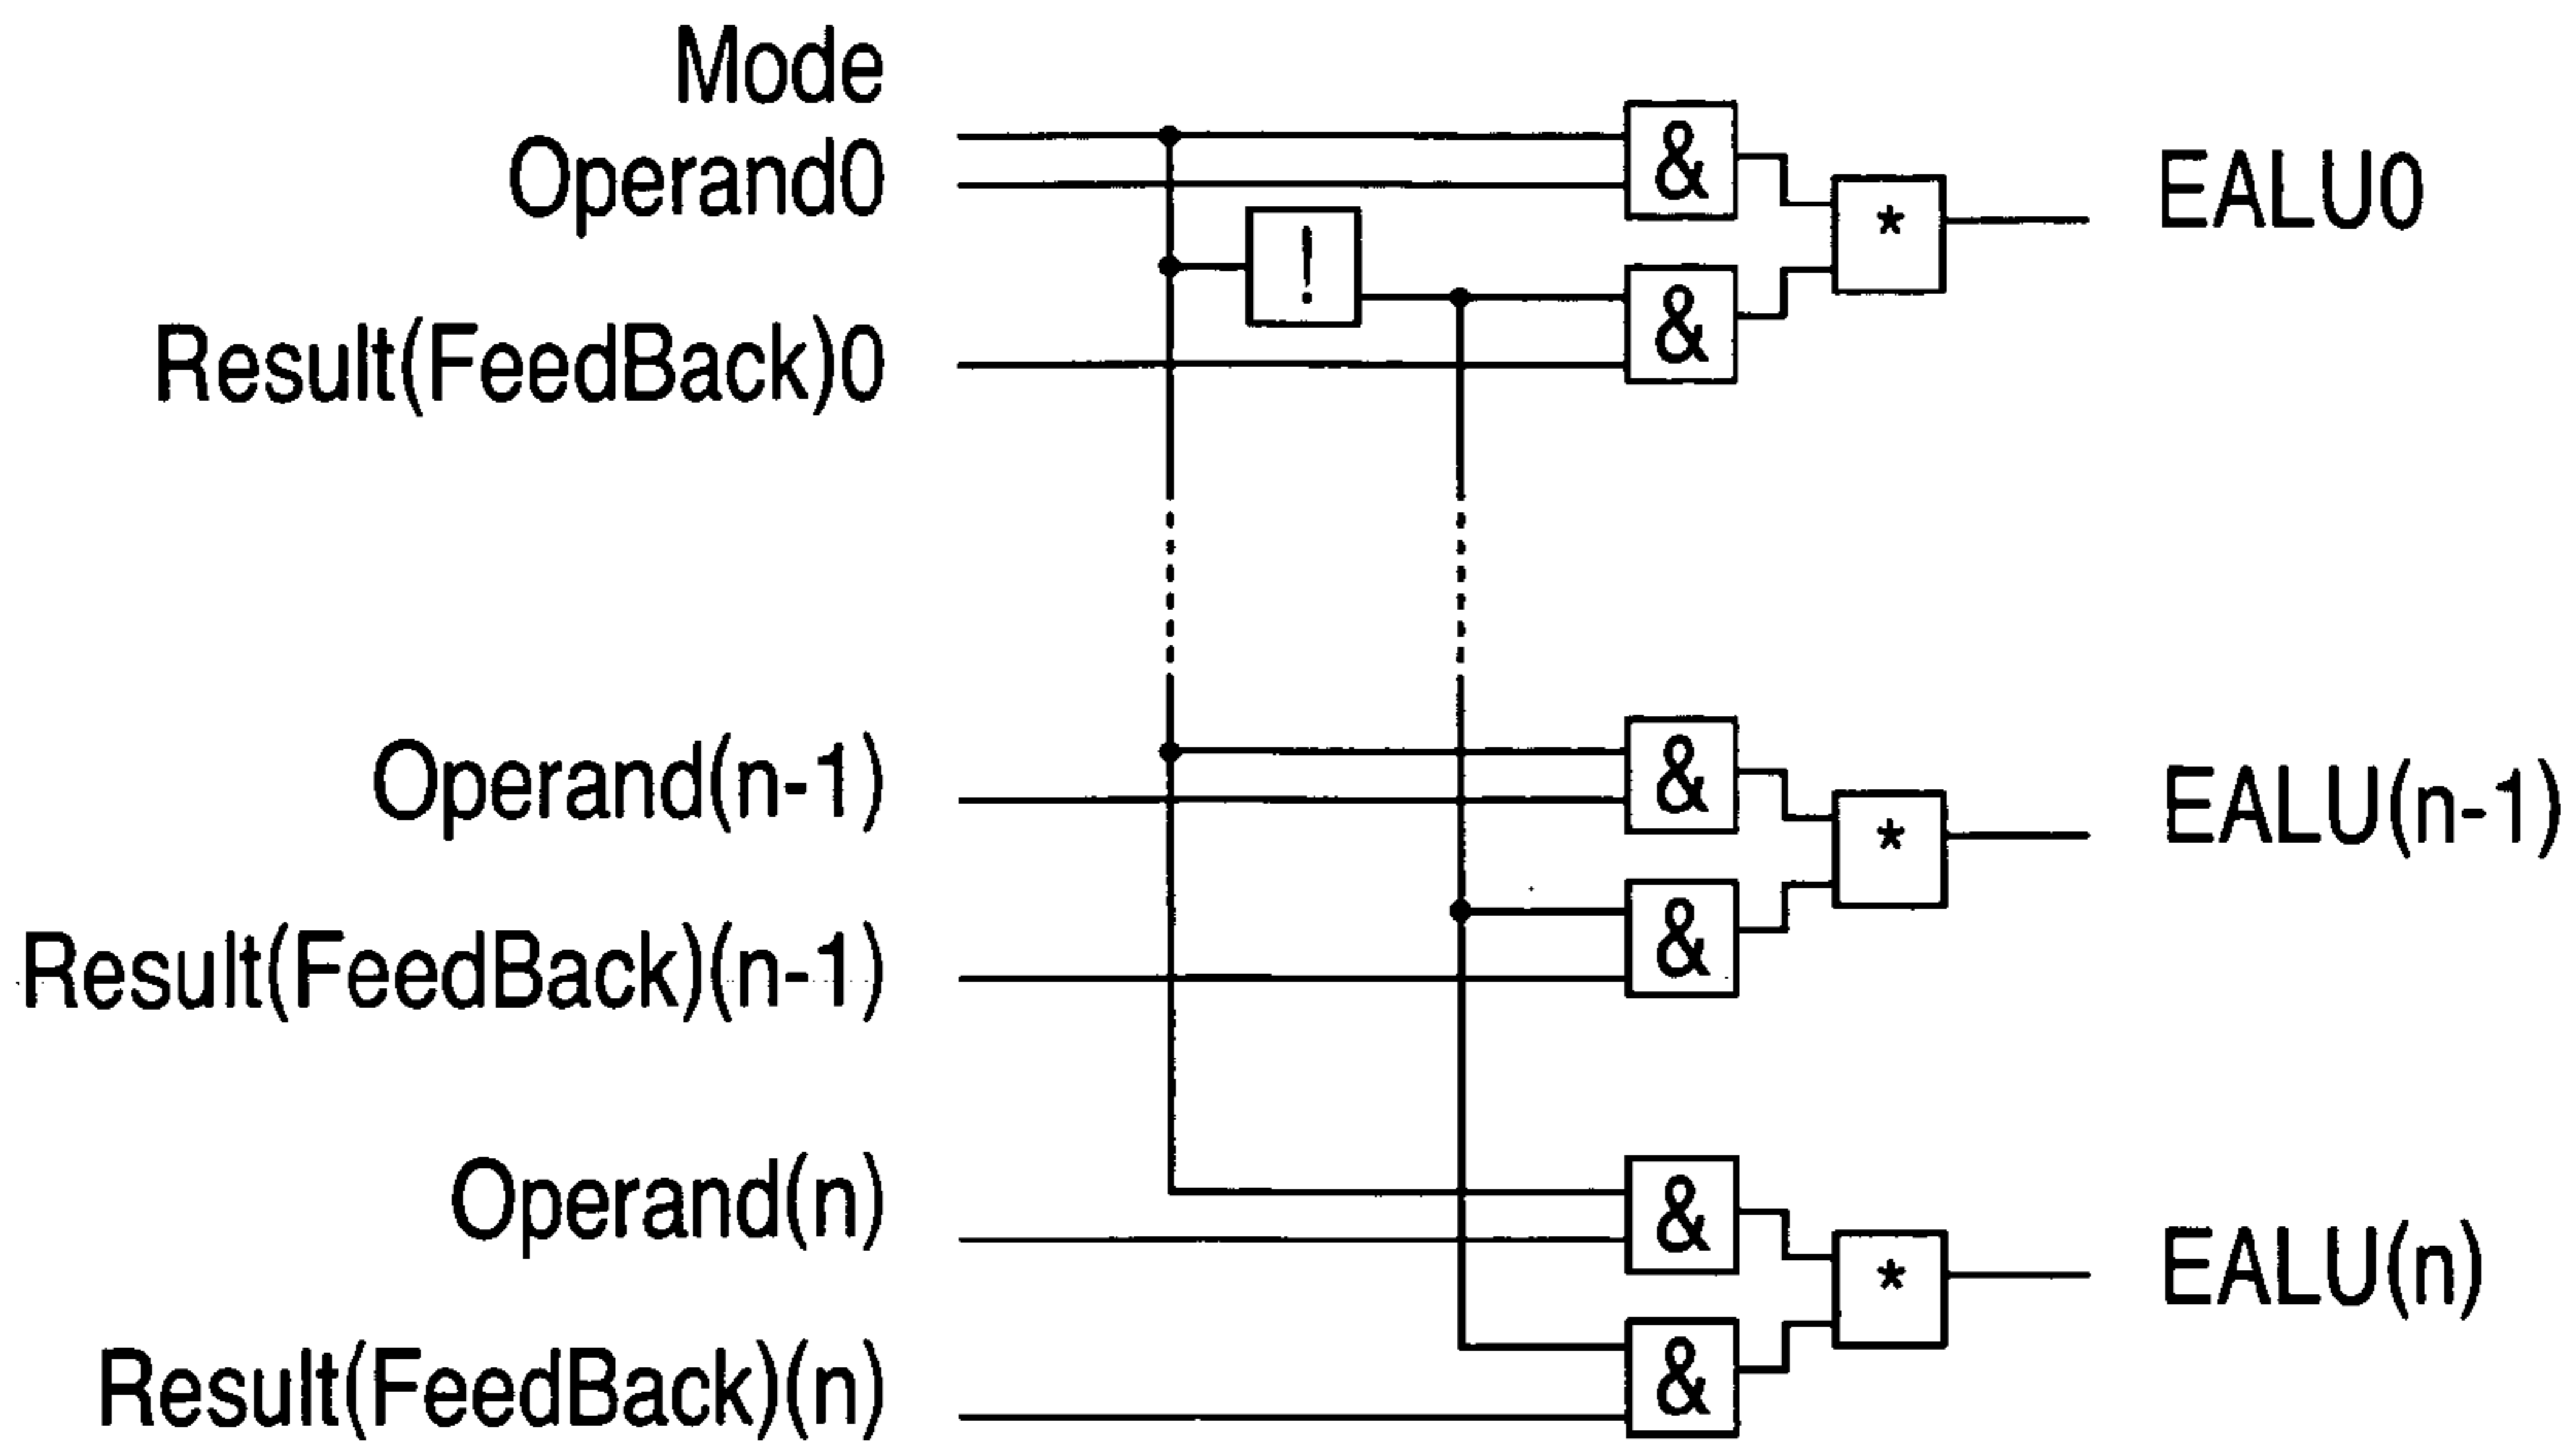 Mode
Operand0
&
EALU0
*
!
&
Result(FeedBack)0
Operand(n-1)
&
EALU(n-1)
*
&
Result(FeedBack)(n-1)
Operand(n)
&
EALU(n)
*
&
Result(FeedBack)(n)